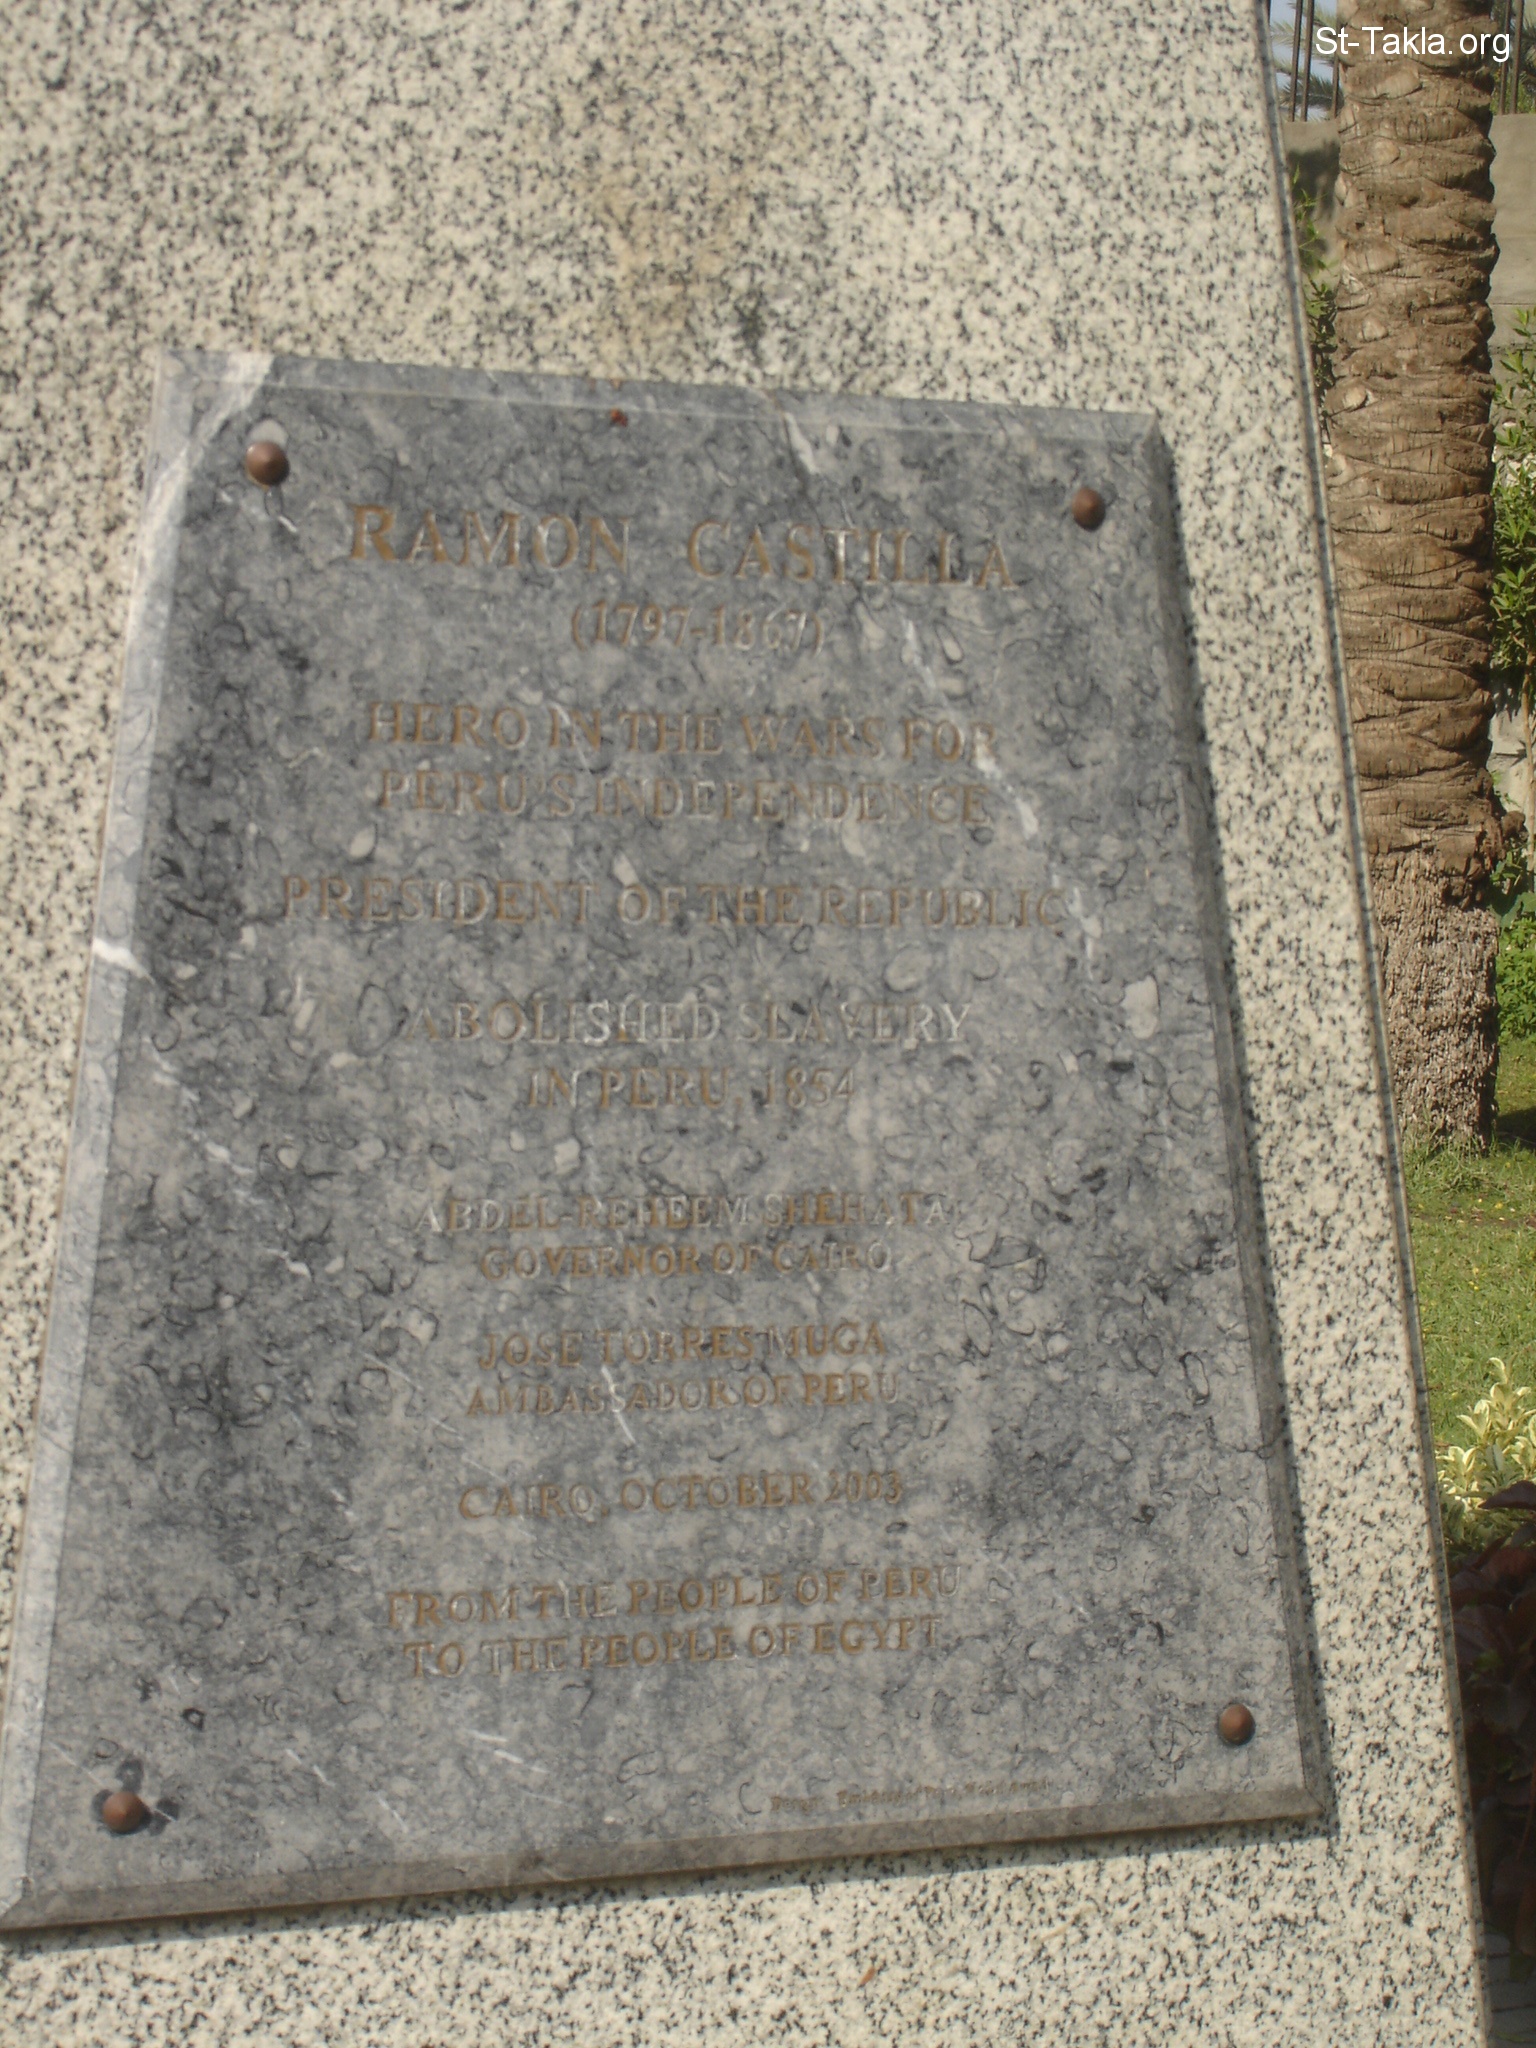 St-Takla.org
RAMON CASTILLA
(1797-1867)
HERO IN THE WARS FOR
PERU'S INDEPENDENCE
PRESIDENT OF THE REPUBLIC
ABOLISHED SLAVERY
IN PERU, 1854
ABDEL-REHEEM SHEHATA
GOVERNOR OF CAIRO
JOSE TORRES MUGA
AMBASSADOR OF PERU
CAIRO, OCTOBER 2003
FROM THE PEOPLE OF PERU
TO THE PEOPLE OF EGYPT